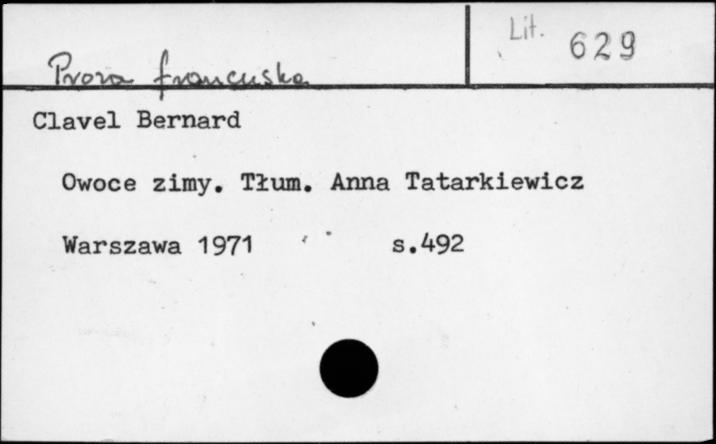 Lit. 629
Proza francuska
Clavel Bernard
Owoce zimy. Tłum. Anna Tatarkiewicz
Warszawa 1971 s.492